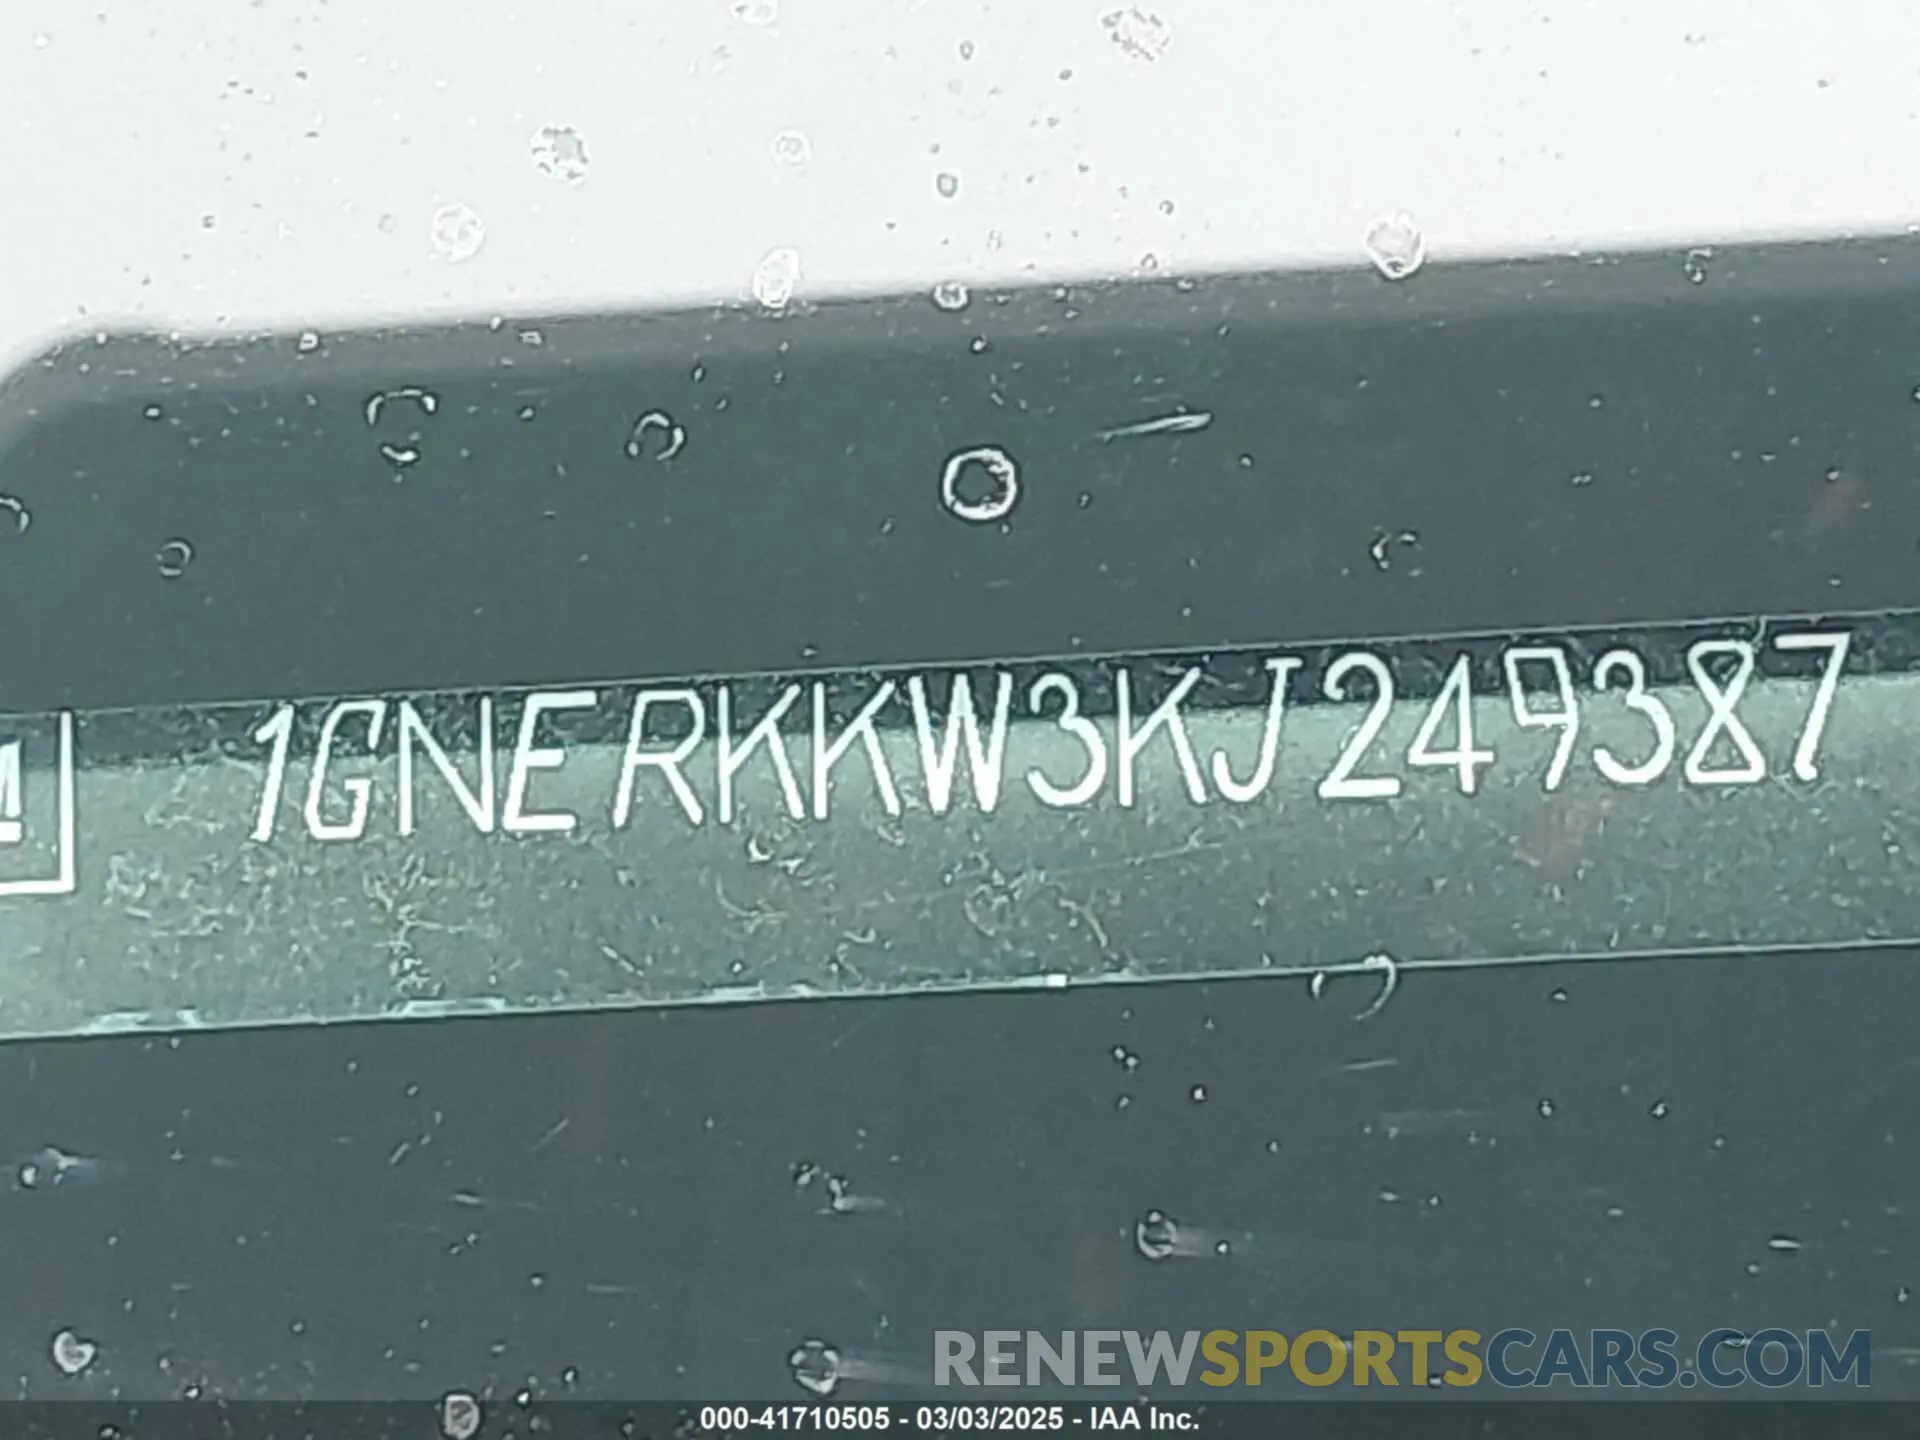 1GNERKKW3KJ249387
RENEWSPORTSCARS.COM
000-41710505 - 03/03/2025 - IAA Inc.